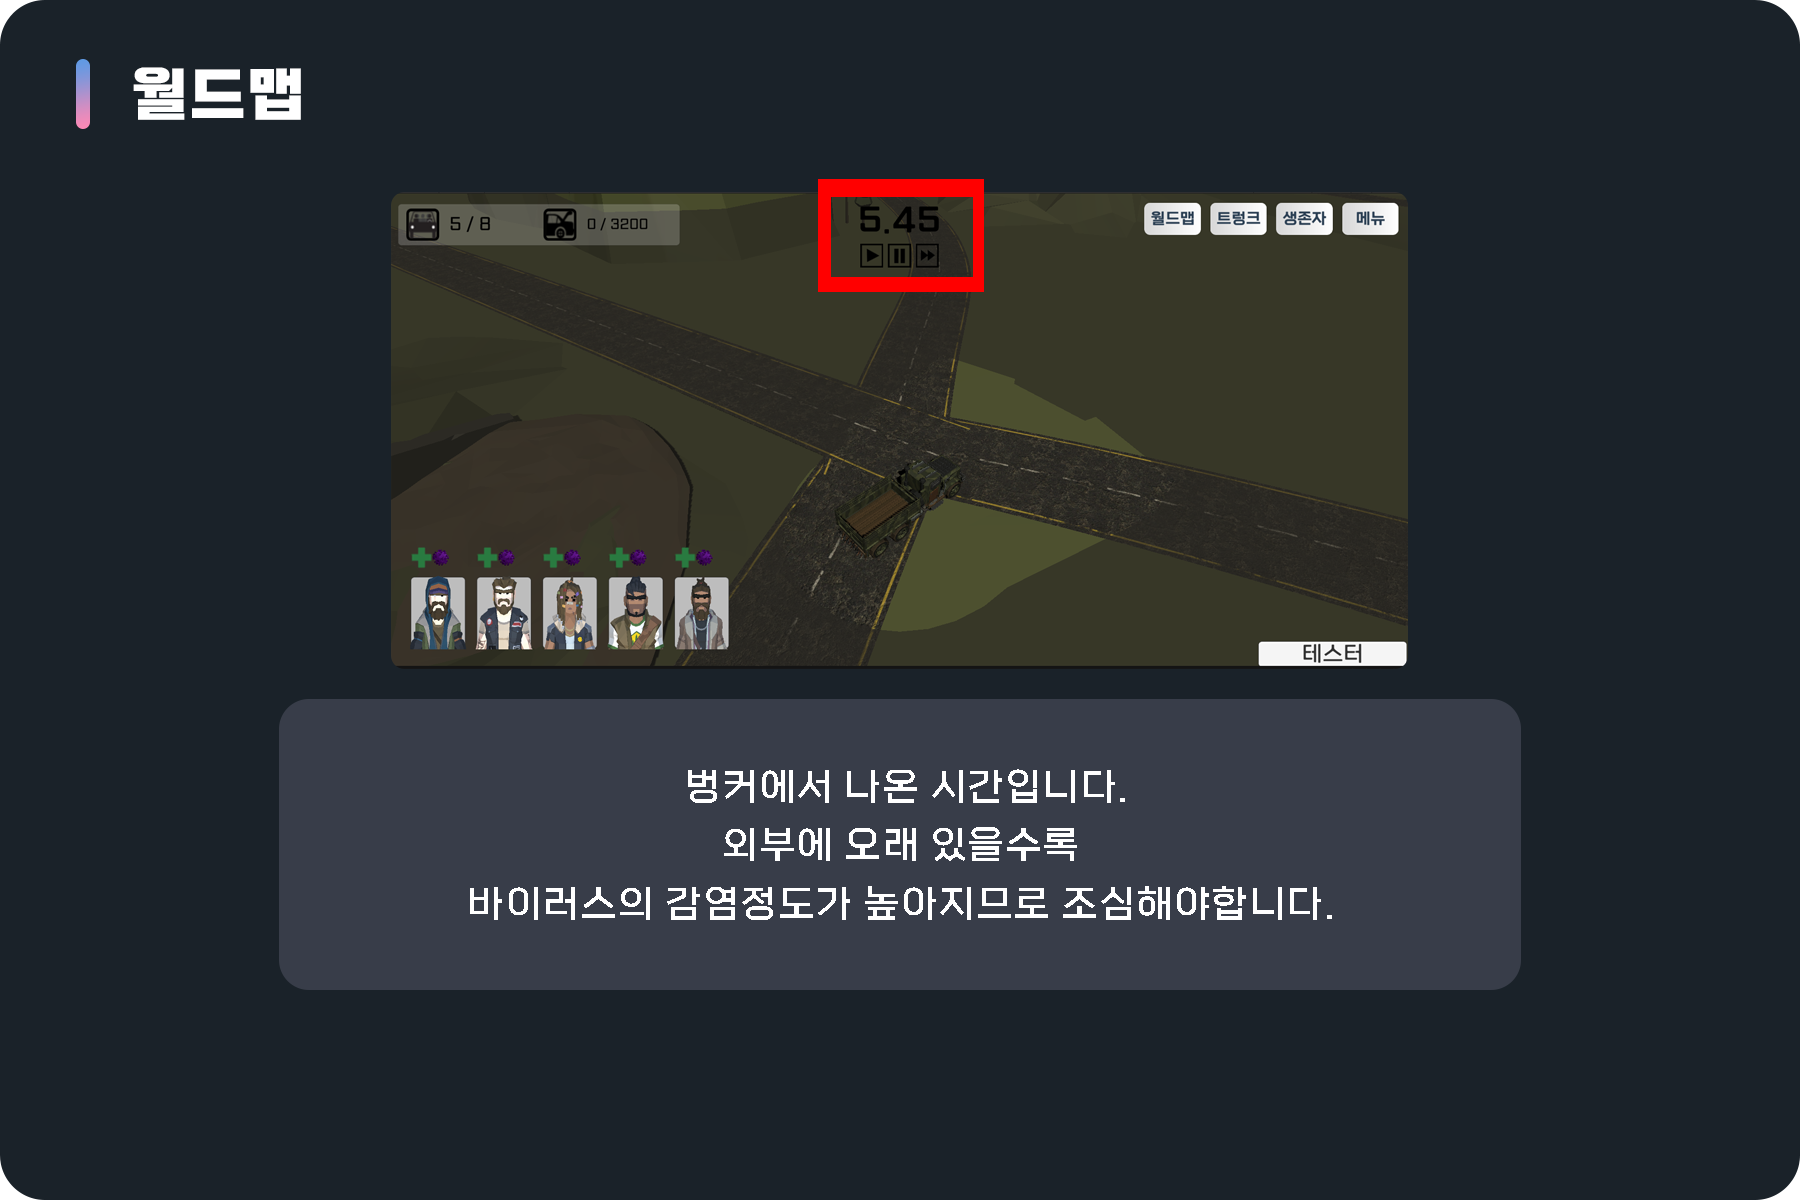 월드맵
5 / 8
0 / 3200
5.45
월드맵
트렁크
생존자
메뉴
테스터
벙커에서 나온 시간입니다.
외부에 오래 있을수록
바이러스의 감염정도가 높아지므로 조심해야합니다.